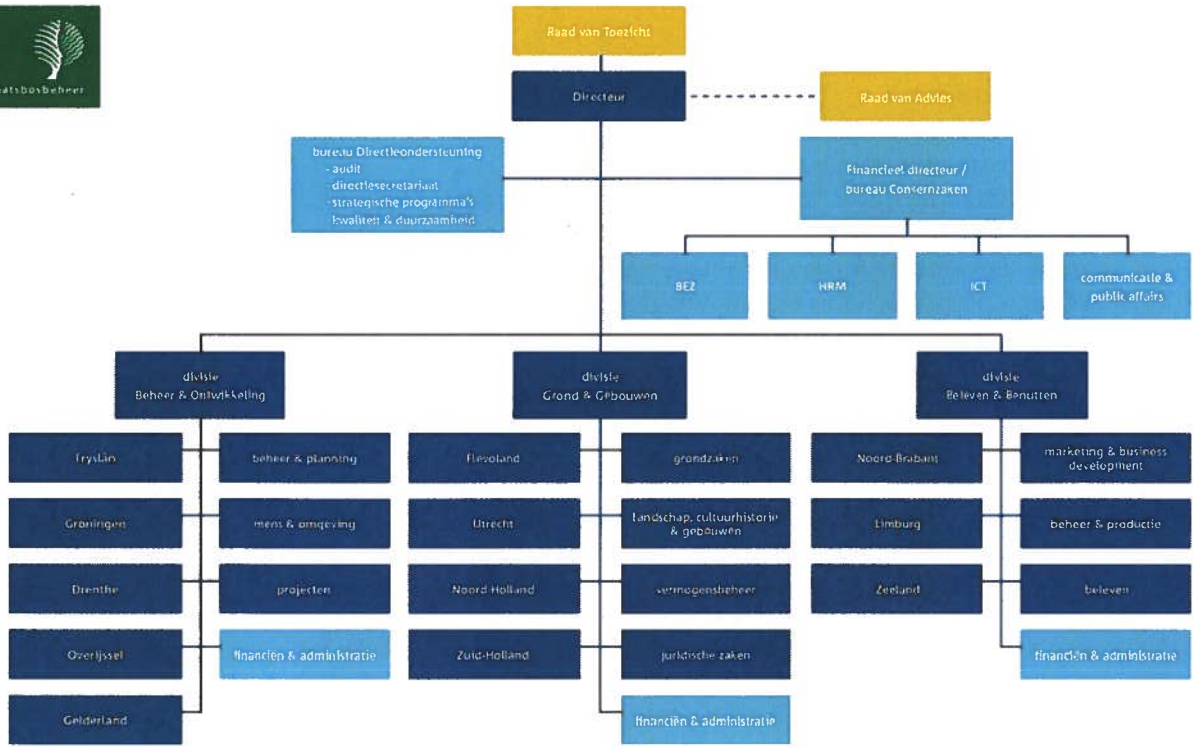 atsbosbeheer
Raad van Toezicht
Directeur
Raad van Advies
bureau Directieondersteuning
- audit
- directiesecretariaat
- strategische programma's
- kwaliteit & duurzaamheid
Financieel directeur /
bureau Consernzaken
BEZ
HRM
ICT
communicatie &
public affairs
divisie
Beheer & Ontwikkeling
divisie
Grond & Gebouwen
divisie
Beleven & Benutten
Fryslân
beheer & planning
Flevoland
grondzaken
Noord-Brabant
marketing & business
development
Groningen
mens & omgeving
Utrecht
landschap, cultuurhistorie
& gebouwen
Limburg
beheer & productie
Drenthe
projecten
Noord-Holland
vermogensbeheer
Zeeland
beleven
Overijssel
financiën & administratie
Zuid-Holland
juridische zaken
financiën & administratie
Gelderland
financiën & administratie